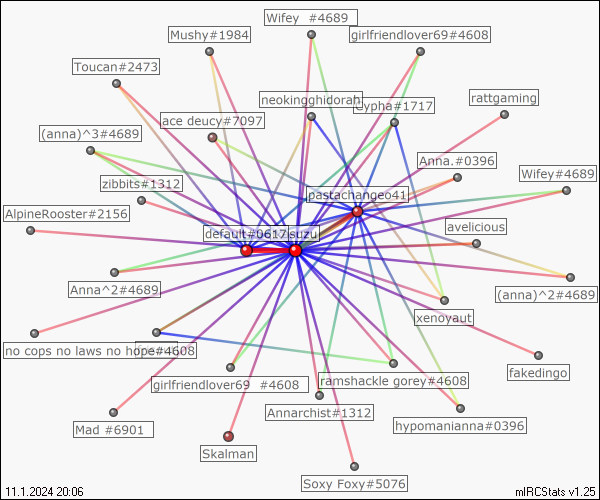 Wifey  #4689
Mushy#1984
girlfriendlover69#4608
Toucan#2473
neokingghidorah
rattgaming
Cypha#1717
ace deucy#7097
(anna)^3#4689
Anna.#0396
Wifey#4689
zibbits#1312
pastachangeo41
AlpineRooster#2156
default#0617
suzu
avelicious
Anna^2#4689
(anna)^2#4689
xenoyaut
no cops no laws no hope
#4608
fakedingo
girlfriendlover69  #4608
ramshackle gorey#4608
Annarchist#1312
Mad #6901
hypomanianna#0396
Skalman
Soxy Foxy#5076
11.1.2024 20:06
mIRCStats v1.25